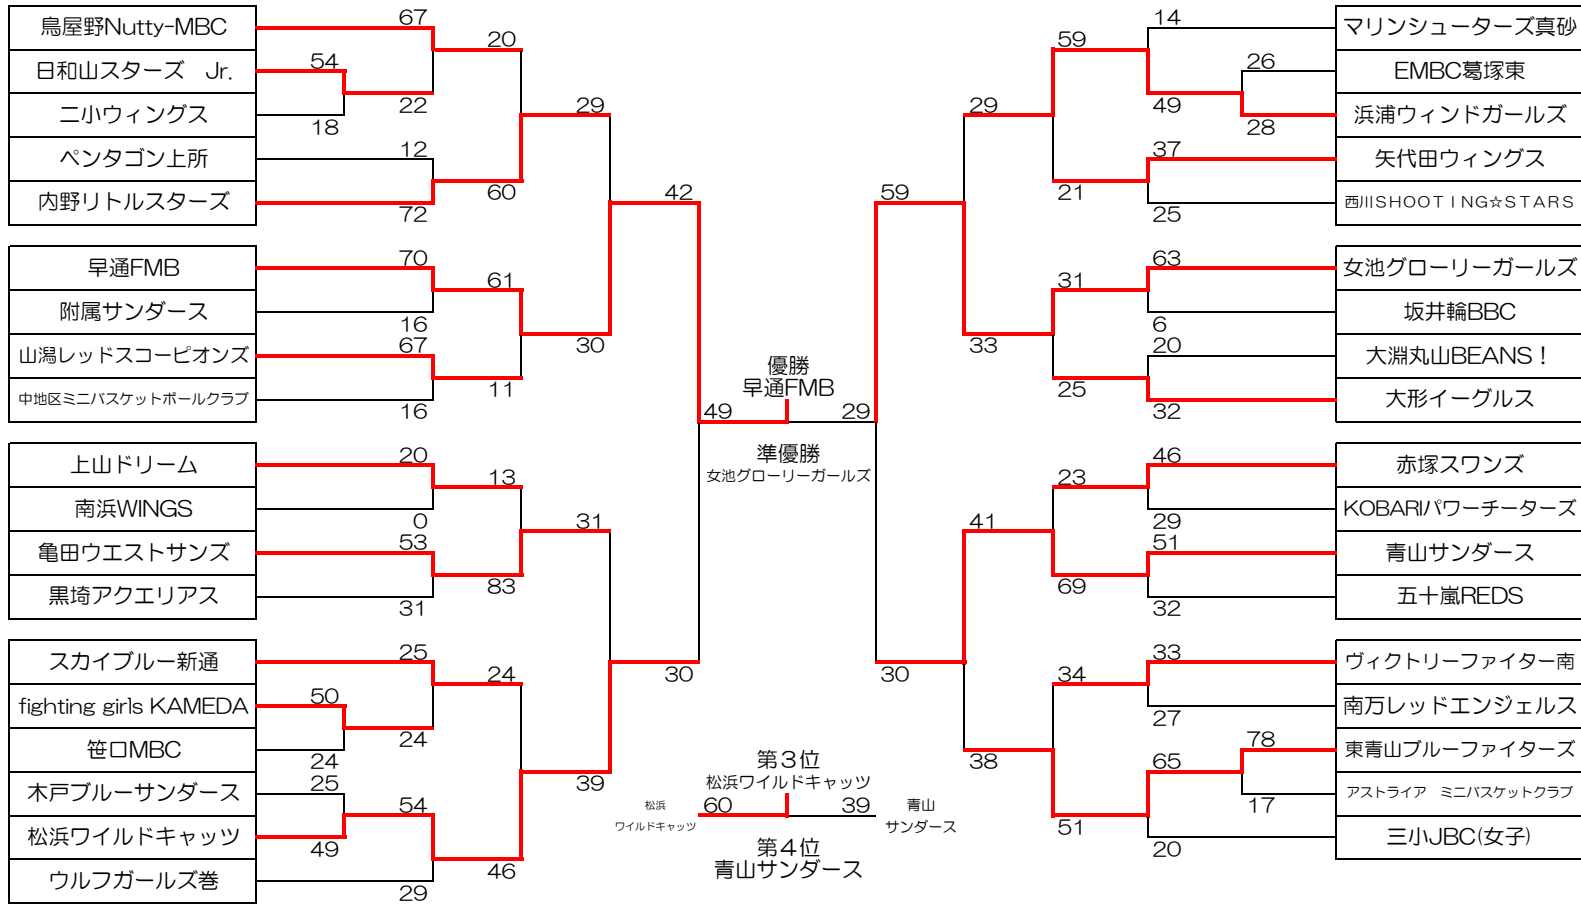 鳥屋野Nutty-MBC
日和山スターズ　Jr.
二小ウィングス
ペンタゴン上所
内野リトルスターズ
67
54
18
22
12
72
20
60
29
早通FMB
附属サンダース
山潟レッドスコーピオンズ
中地区ミニバスケットボールクラブ
70
16
67
16
61
11
30
42
上山ドリーム
南浜WINGS
亀田ウエストサンズ
黒埼アクエリアス
20
0
53
31
13
83
31
スカイブルー新通
fighting girls KAMEDA
笹口MBC
木戸ブルーサンダース
松浜ワイルドキャッツ
ウルフガールズ巻
25
50
24
24
25
49
54
29
24
46
39
30
優勝
早通FMB
49
29
準優勝
女池グローリーガールズ
第３位
松浜ワイルドキャッツ
松浜
ワイルドキャッツ
60
39
青山
サンダース
第４位
青山サンダース
14
26
28
49
37
25
59
21
29
マリンシューターズ真砂
EMBC葛塚東
浜浦ウィンドガールズ
矢代田ウィングス
西川SHOOTING☆STARS
63
6
20
32
31
25
33
59
女池グローリーガールズ
坂井輪BBC
大淵丸山BEANS！
大形イーグルス
46
29
51
32
23
69
41
赤塚スワンズ
KOBARIパワーチーターズ
青山サンダース
五十嵐REDS
33
27
78
17
65
20
34
51
38
30
ヴィクトリーファイター南
南万レッドエンジェルス
東青山ブルーファイターズ
アストライア　ミニバスケットクラブ
三小JBC(女子)